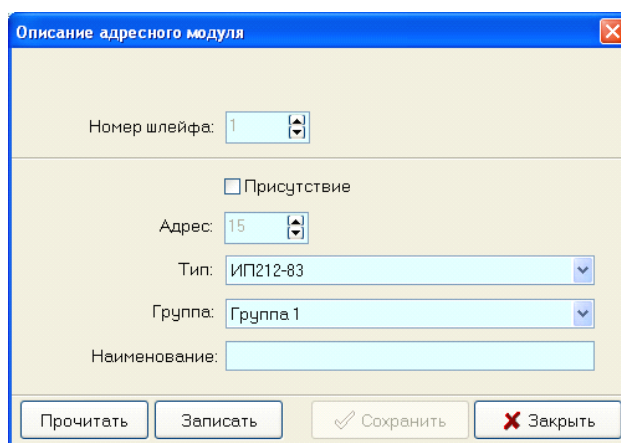 Описание адресного модуля
Номер шлейфа: 1
Присутствие
Адрес: 15
Тип: ИП212-83
Группа: Группа 1
Наименование:
Прочитать Записать Сохранить Закрыть